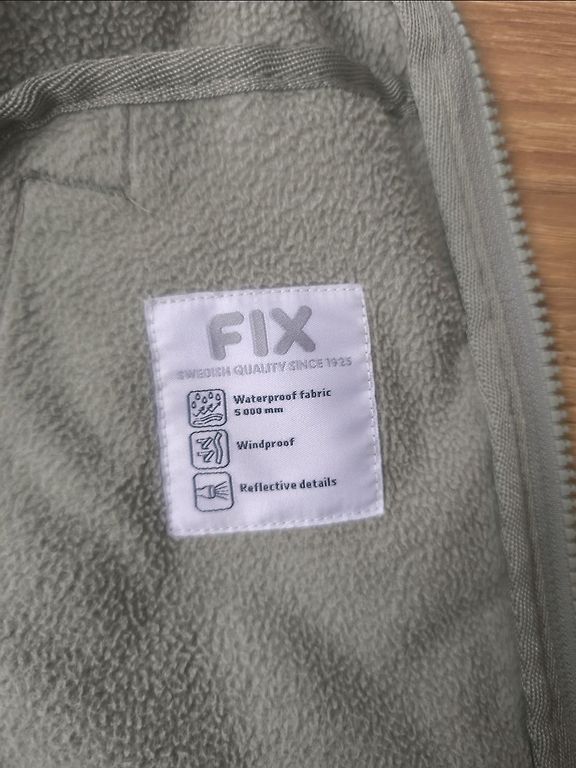 FIX
SWEDISH QUALITY SINCE 1925
Waterproof fabric
5 000 mm
Windproof
Reflective details